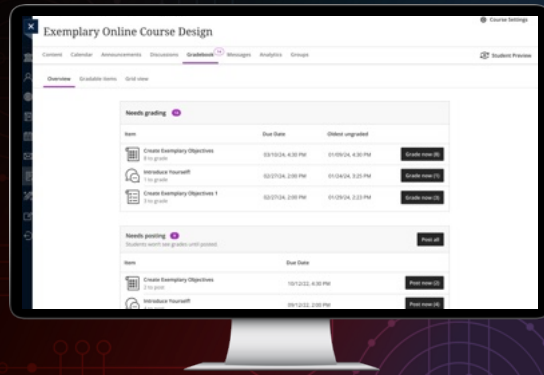 Course Settings
Exemplary Online Course Design
Content Calendar Announcements Discussions Gradebook Messages Analytics Groups
Student Preview
Overview Gradable items Grid view
Needs grading
Item Due Date Oldest ungraded
Create Exemplary Objectives 03/10/24, 4:30 PM 01/09/24, 4:30 PM Grade now (8)
8 to grade
Introduce Yourself! 02/27/24, 2:00 PM 01/24/24, 3:25 PM Grade now (1)
1 to grade
Create Exemplary Objectives 1 02/27/24, 2:00 PM 01/29/24, 2:23 PM Grade now (3)
3 to grade
Needs posting
Students won't see grades until posted.
Post all
Item Due Date
Create Exemplary Objectives 10/12/22, 4:30 PM Post now (2)
2 to post
Introduce Yourself! 09/12/22, 2:00 PM Post now (4)